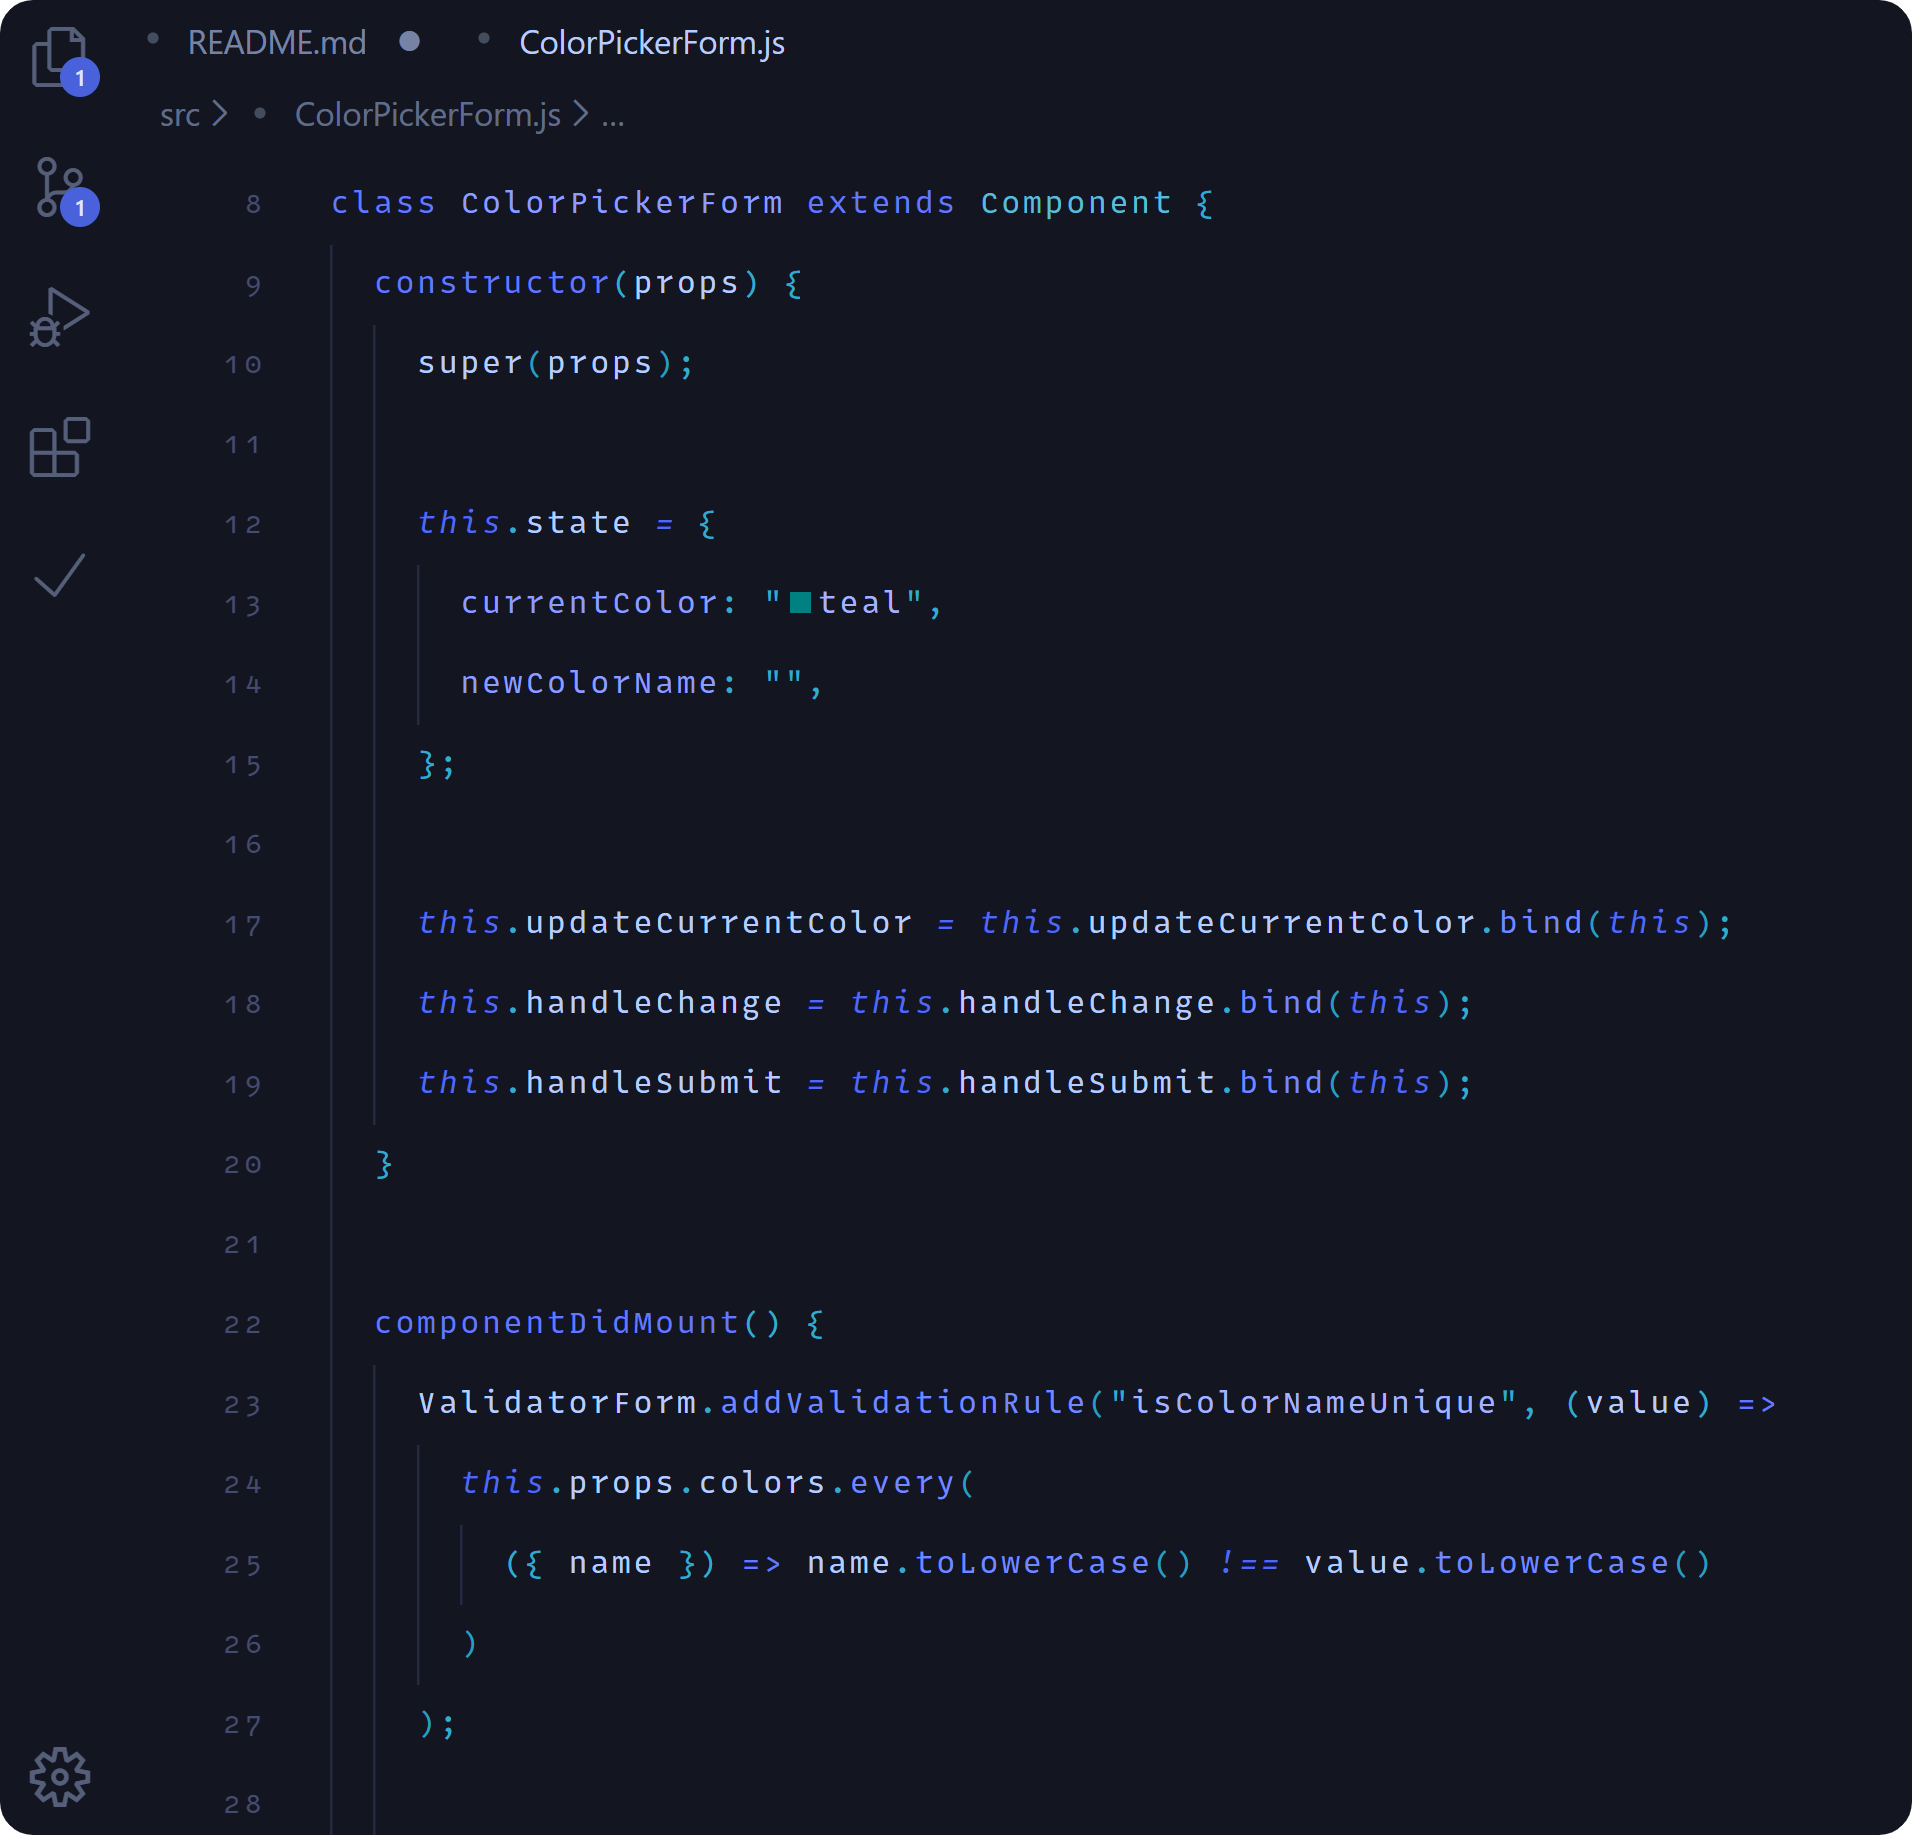 README.md ColorPickerForm.js
1
src > ColorPickerForm.js > ...
1
8 class ColorPickerForm extends Component {
9 constructor(props) {
10 super(props);
11
12 this.state = {
13 currentColor: "teal",
14 newColorName: "",
15 };
16
17 this.updateCurrentColor = this.updateCurrentColor.bind(this);
18 this.handleChange = this.handleChange.bind(this);
19 this.handleSubmit = this.handleSubmit.bind(this);
20 }
21
22 componentDidMount() {
23 ValidatorForm.addValidationRule("isColorNameUnique", (value) =>
24 this.props.colors.every(
25 ({ name }) => name.toLowerCase() !== value.toLowerCase()
26 )
27 );
28